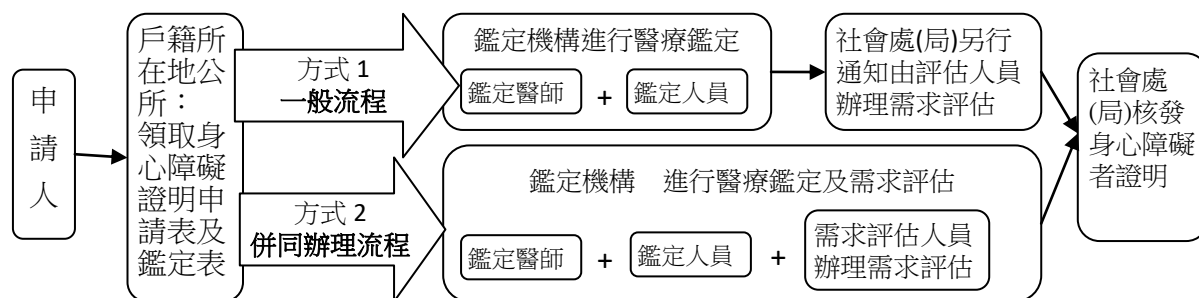 申
請
人
戶籍所
在地公
所：
領取身
心障礙
證明申
請表及
鑑定表
方式 1
一般流程
鑑定機構進行醫療鑑定
鑑定醫師 + 鑑定人員
社會處(局)另行
通知由評估人員
辦理需求評估
方式 2
併同辦理流程
鑑定機構 進行醫療鑑定及需求評估
鑑定醫師 + 鑑定人員 +
需求評估人員
辦理需求評估
社會處
(局)核發
身心障礙
者證明